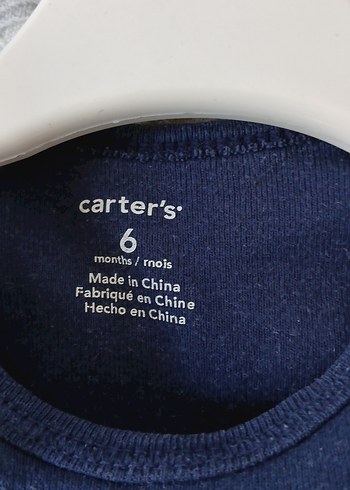 carter's
6
months / mois
Made in China
Fabriqué en Chine
Hecho en China